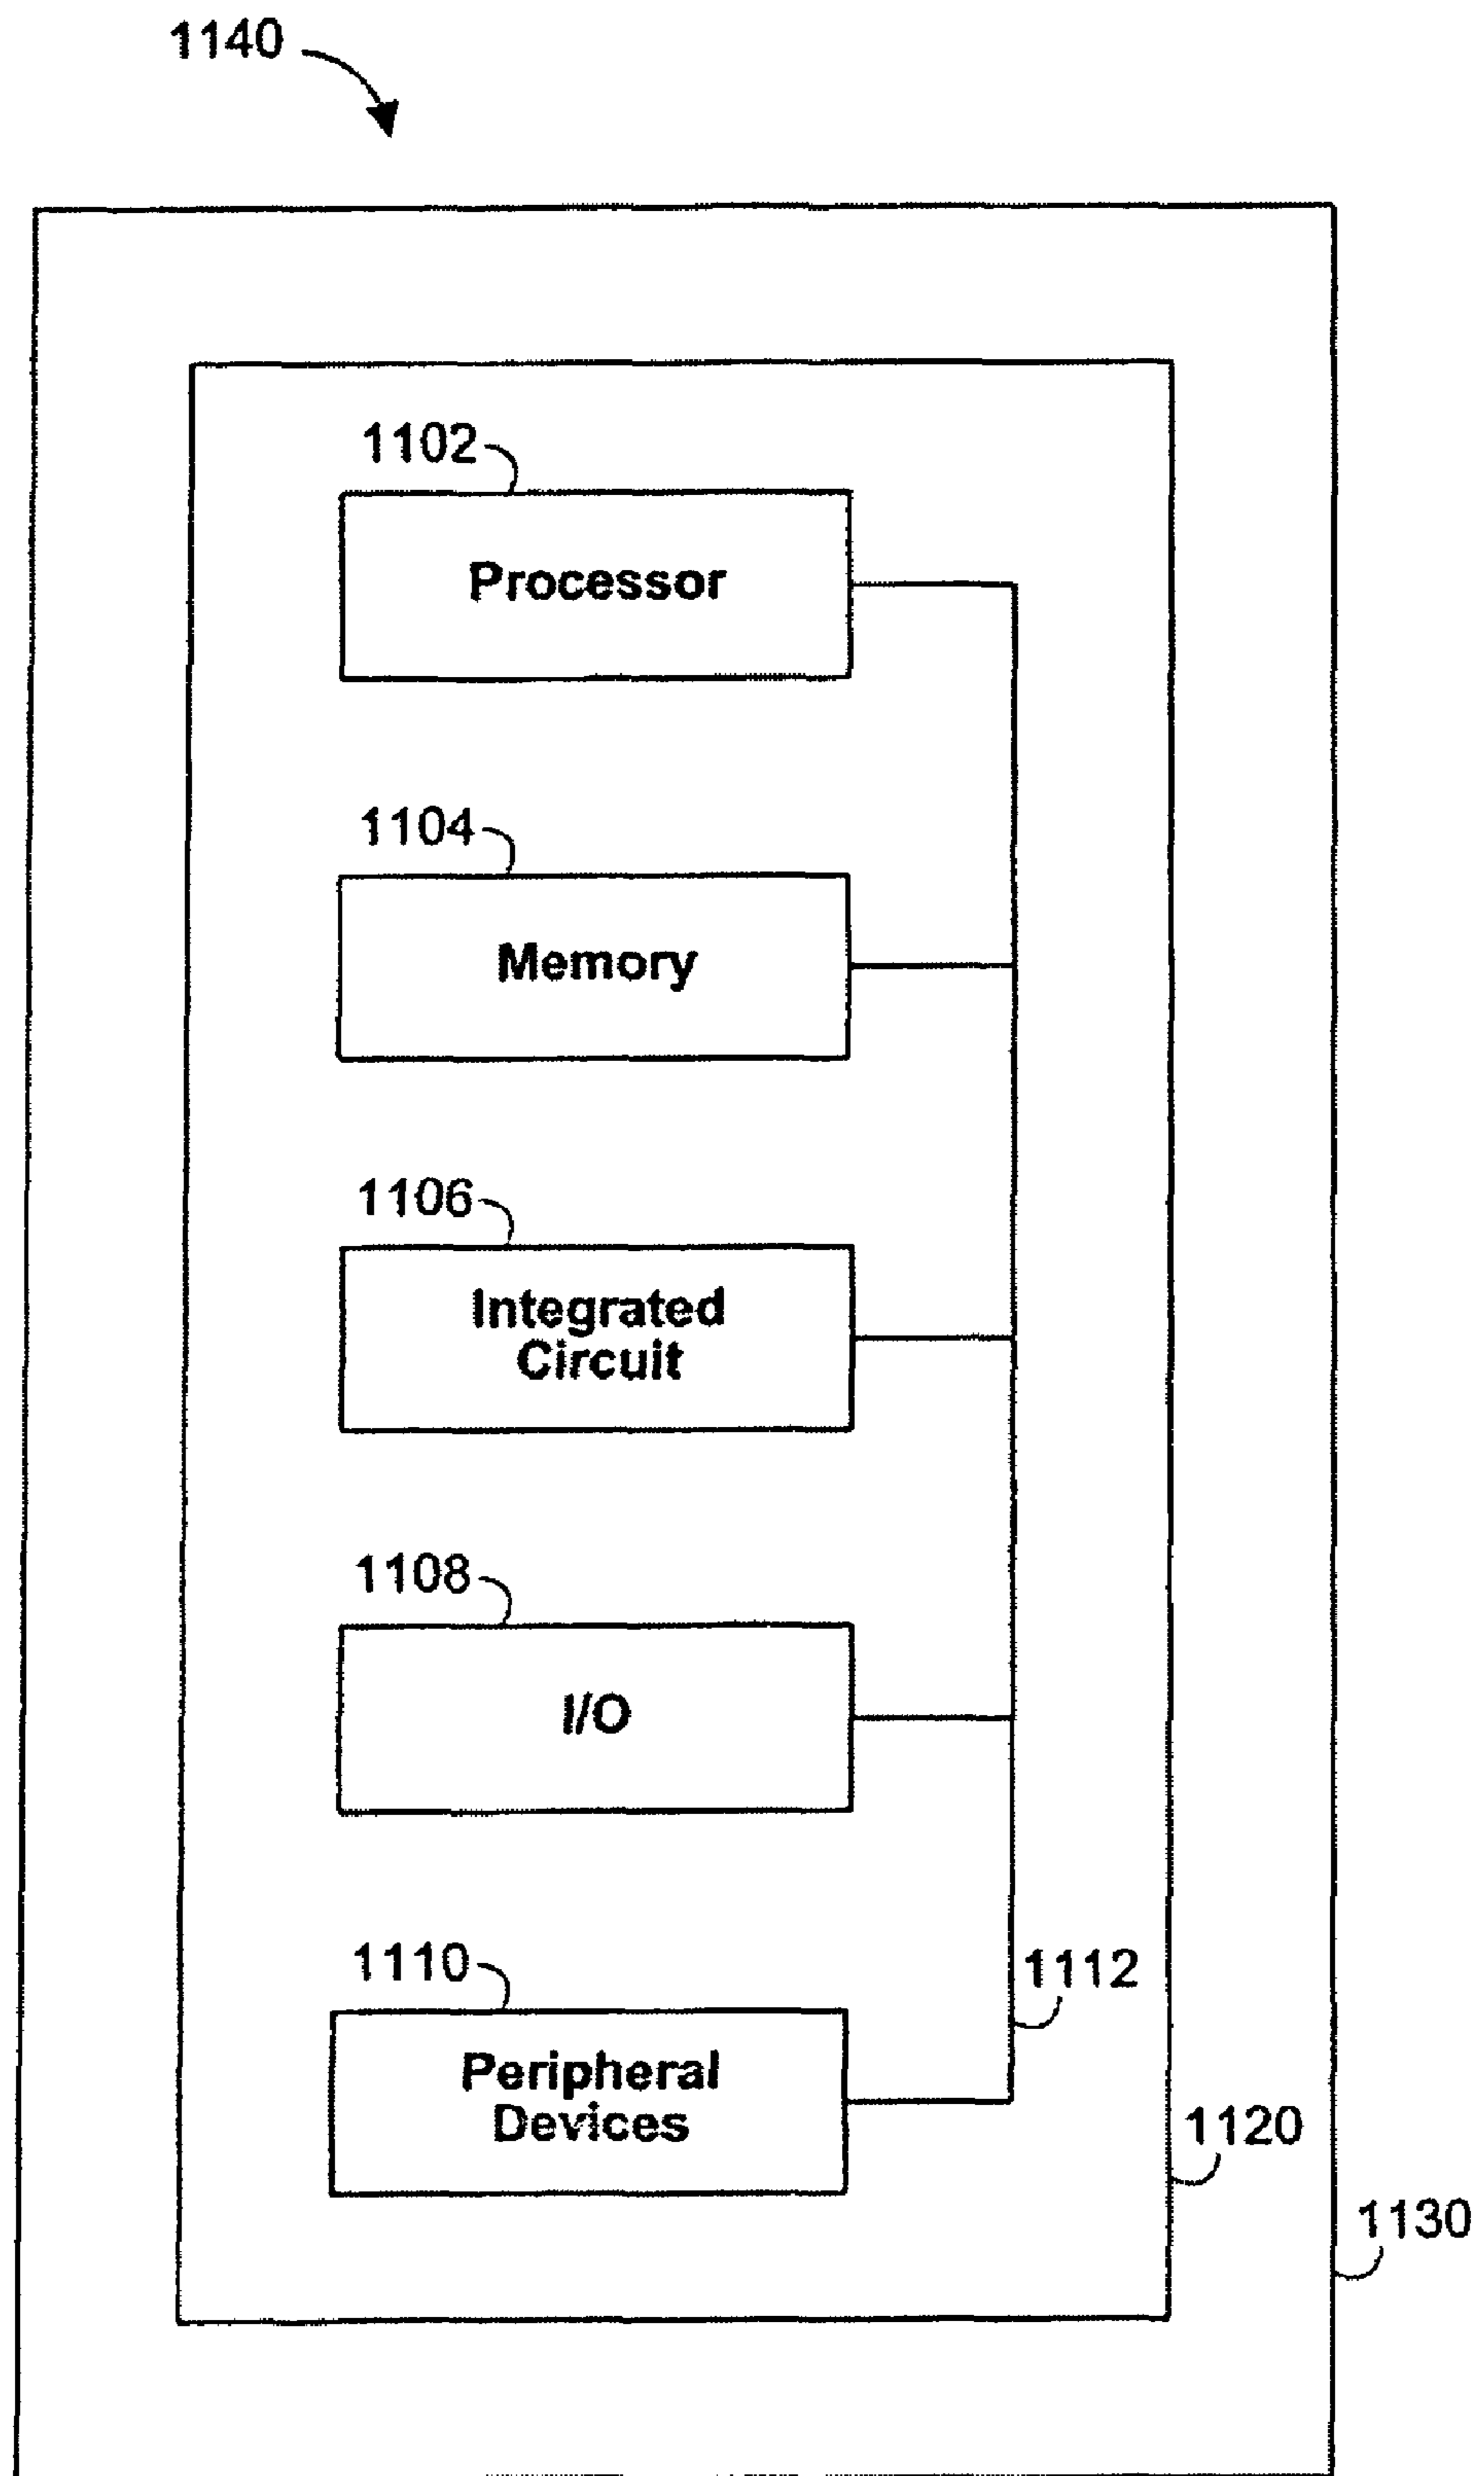 1140
1102
Processor
1104
Memory
1106
Integrated
Circuit
1108
I/O
1110
1112
Peripheral
Devices
1120
1130